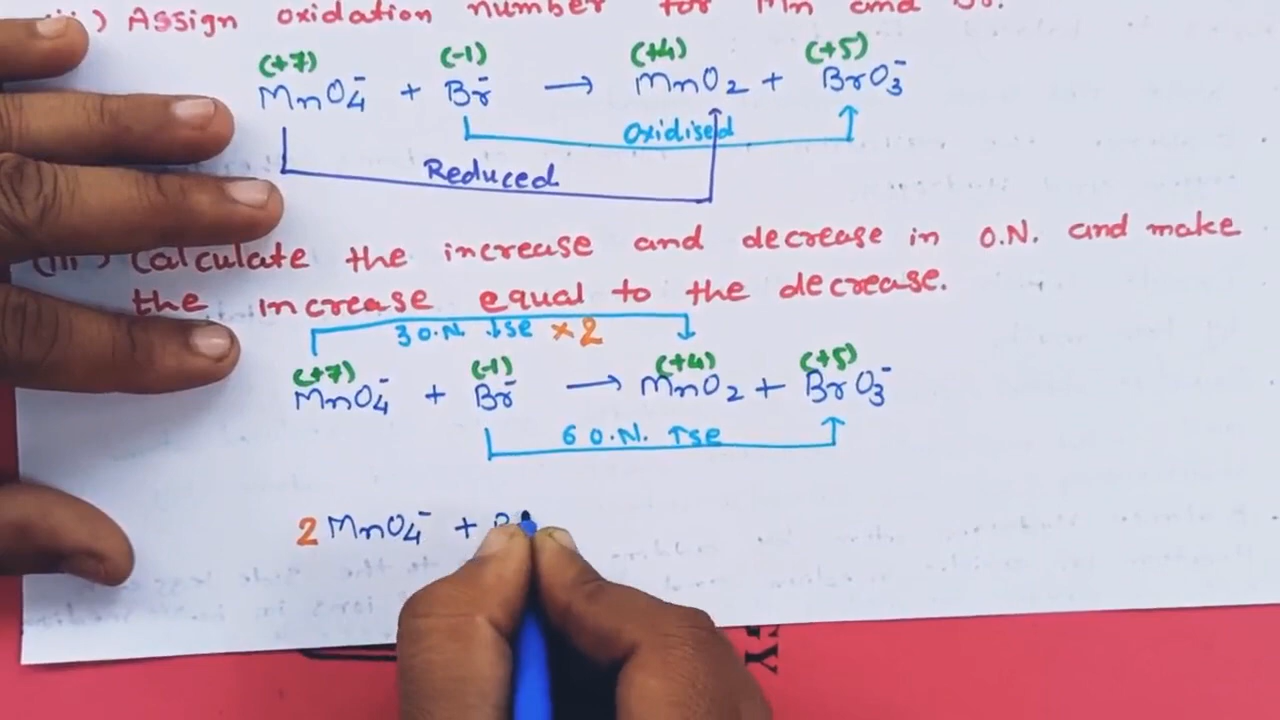 Assign oxidation number for Mn and
(+7) (-1) (+4) (+5)
MnO₄⁻ + Br⁻ → MnO₂ + BrO₃⁻
Oxidised
Reduced
(iii) Calculate the increase and decrease in O.N. and make
the increase equal to the decrease.
3 O.N. ↓se ×2
(+7) (-1) (+4) (+5)
MnO₄⁻ + Br⁻ → MnO₂ + BrO₃⁻
6 O.N. ↑se
2 MnO₄⁻ +